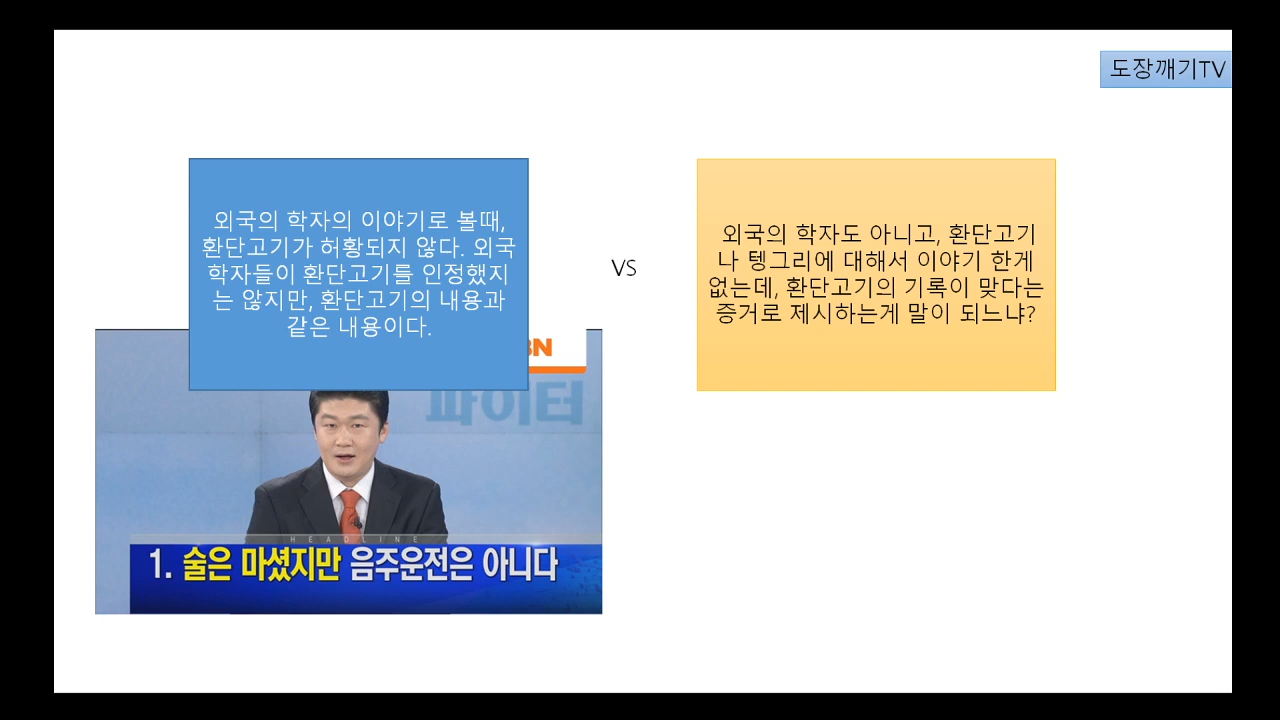 도장깨기TV
외국의 학자의 이야기로 볼때,
환단고기가 허황되지 않다. 외국
학자들이 환단고기를 인정했지
는 않지만, 환단고기의 내용과
같은 내용이다.
VS
외국의 학자도 아니고, 환단고기
나 텡그리에 대해서 이야기 한게
없는데, 환단고기의 기록이 맞다는
증거로 제시하는게 말이 되느냐?
BN
파이터
HEADLINE
1. 술은 마셨지만 음주운전은 아니다